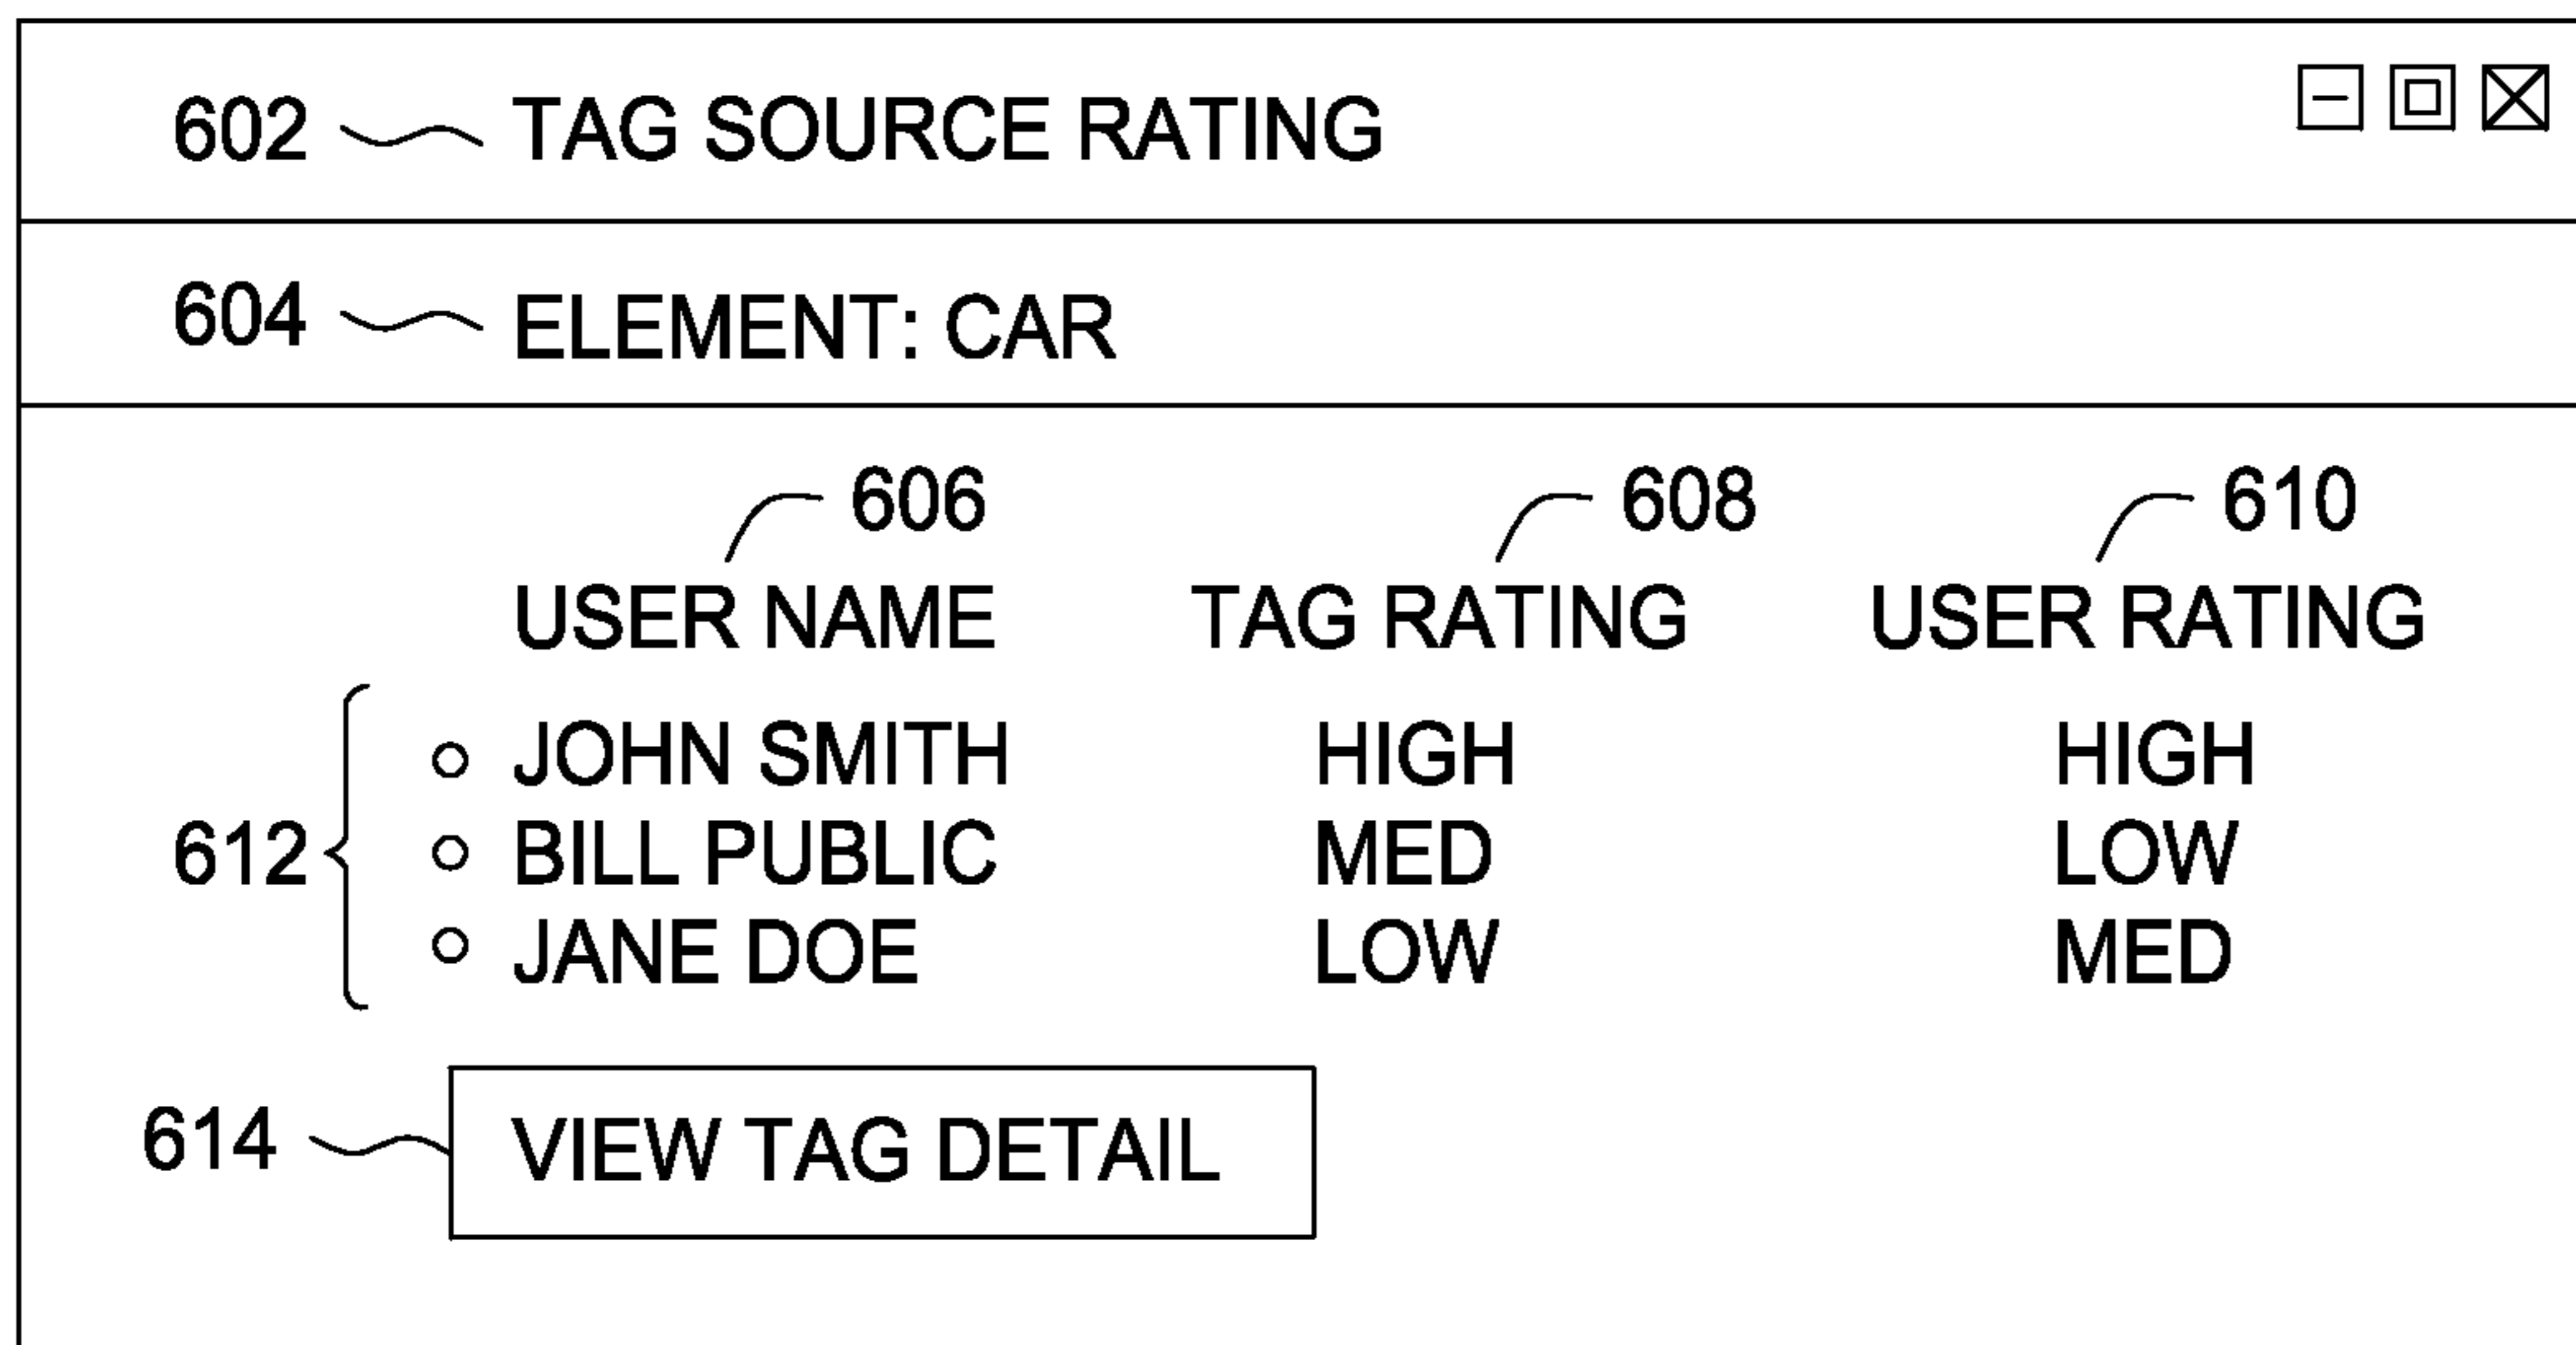 602 TAG SOURCE RATING
604 ELEMENT: CAR
606 608 610
USER NAME TAG RATING USER RATING
JOHN SMITH HIGH HIGH
612 BILL PUBLIC MED LOW
JANE DOE LOW MED
614 VIEW TAG DETAIL